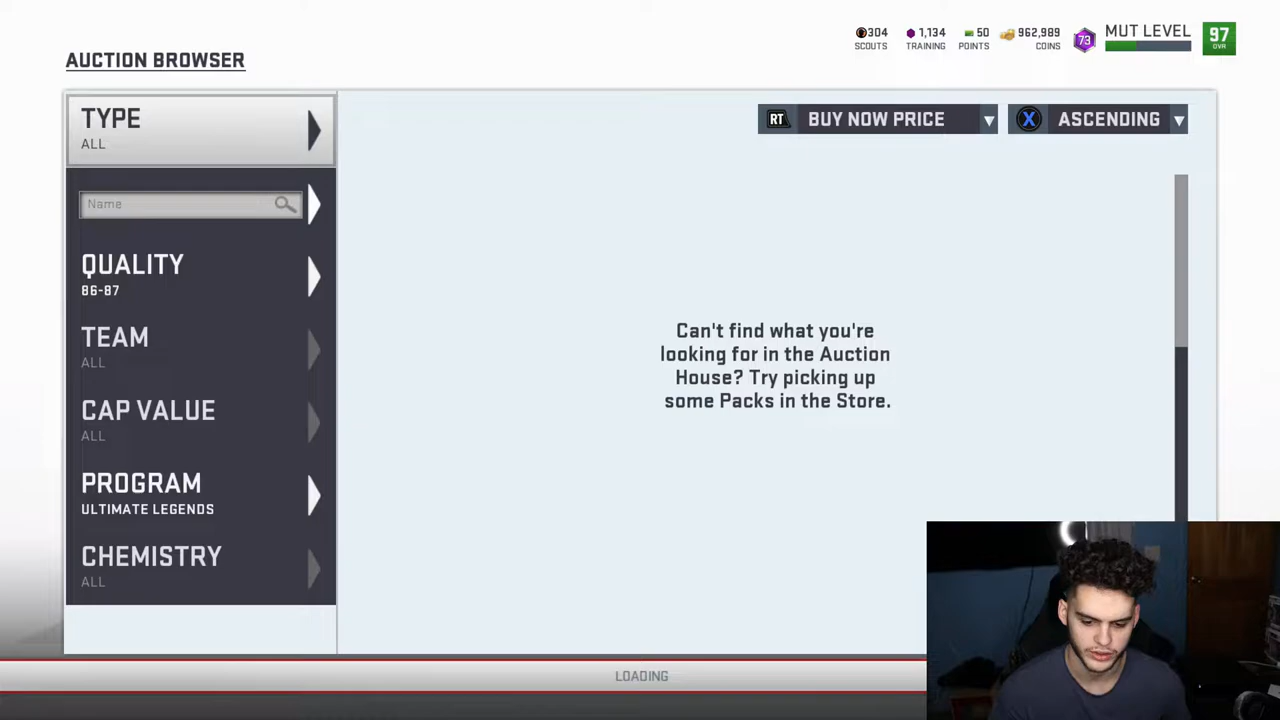 AUCTION BROWSER
304
SCOUTS
1,134
TRAINING
50
POINTS
962,989
COINS
73
MUT LEVEL
97
OVR
TYPE
ALL
Name
QUALITY
86-87
TEAM
ALL
CAP VALUE
ALL
PROGRAM
ULTIMATE LEGENDS
CHEMISTRY
ALL
RT BUY NOW PRICE
X ASCENDING
Can't find what you're
looking for in the Auction
House? Try picking up
some Packs in the Store.
LOADING